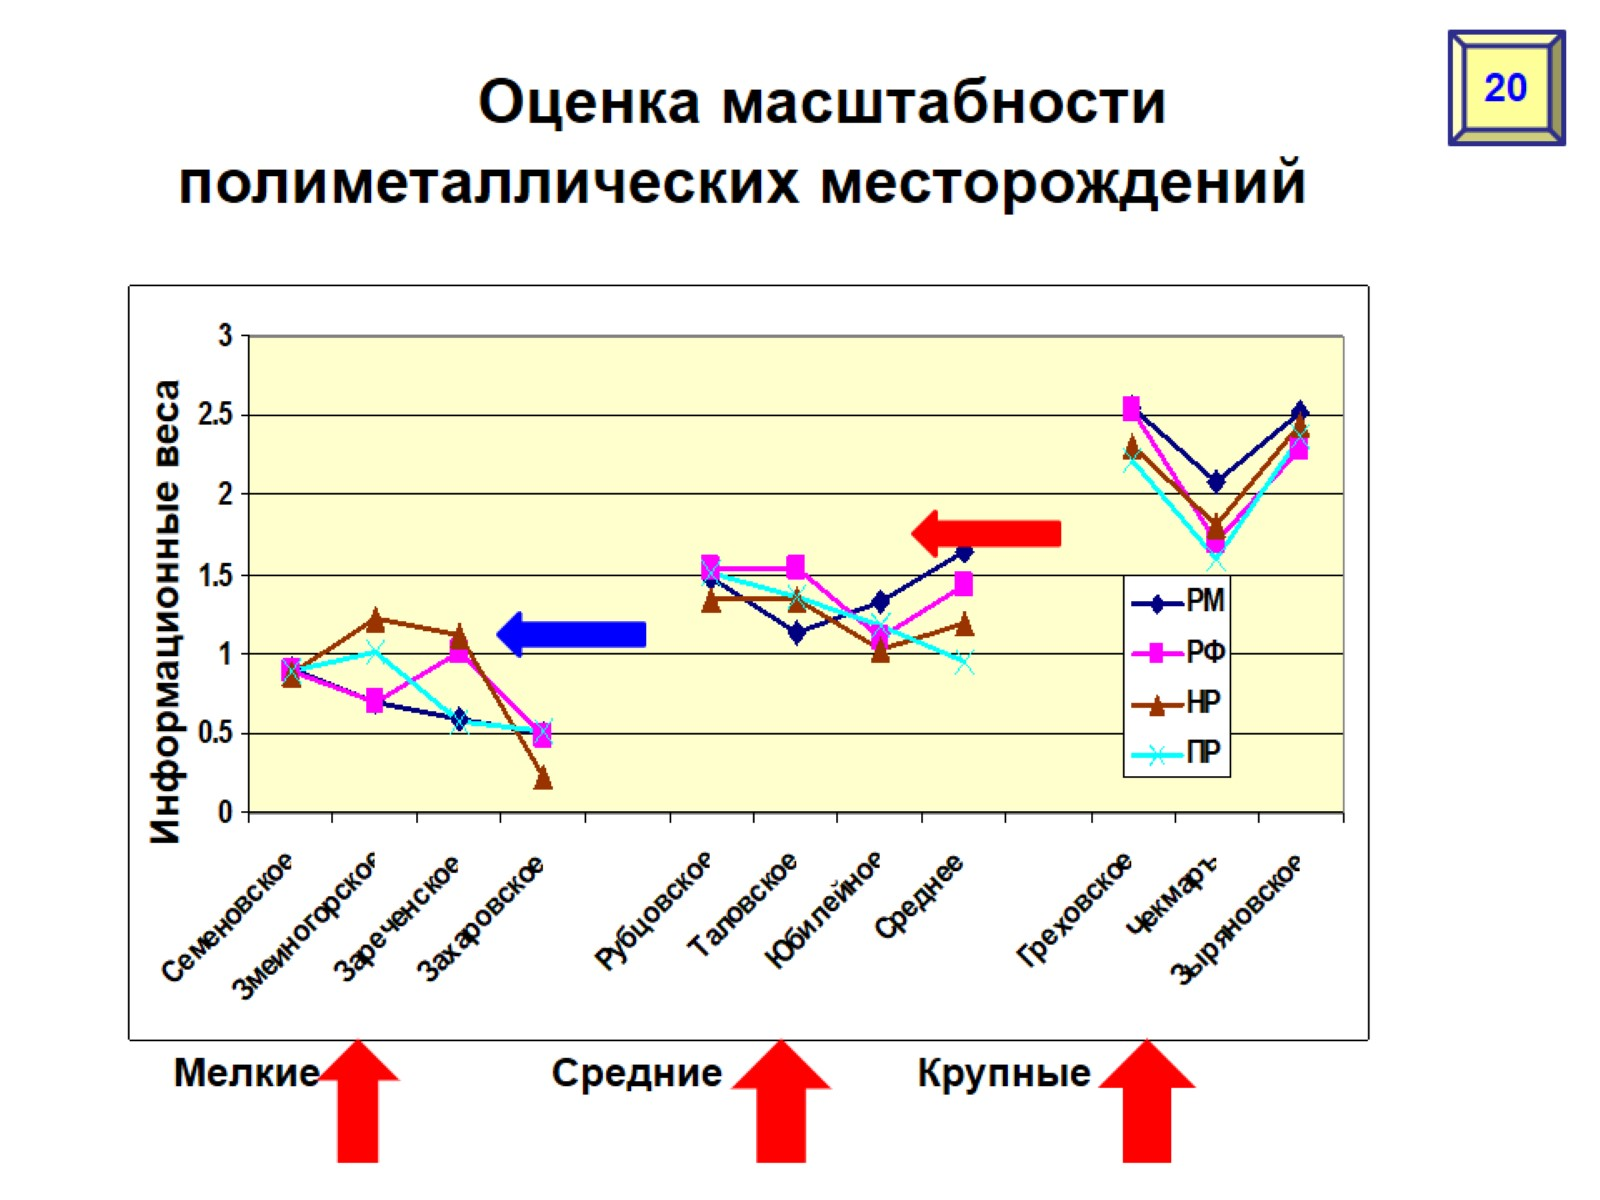 20
Оценка масштабности
полиметаллических месторождений
Информационные веса
3
2.5
2
1.5
1
0.5
0
РМ
РФ
НР
ПР
Семеновское
Змеиногорское
Зареченское
Захаровское
Рубцовское
Таловское
Юбилейное
Среднее
Греховское
Чекмарь
Зыряновское
Мелкие
Средние
Крупные